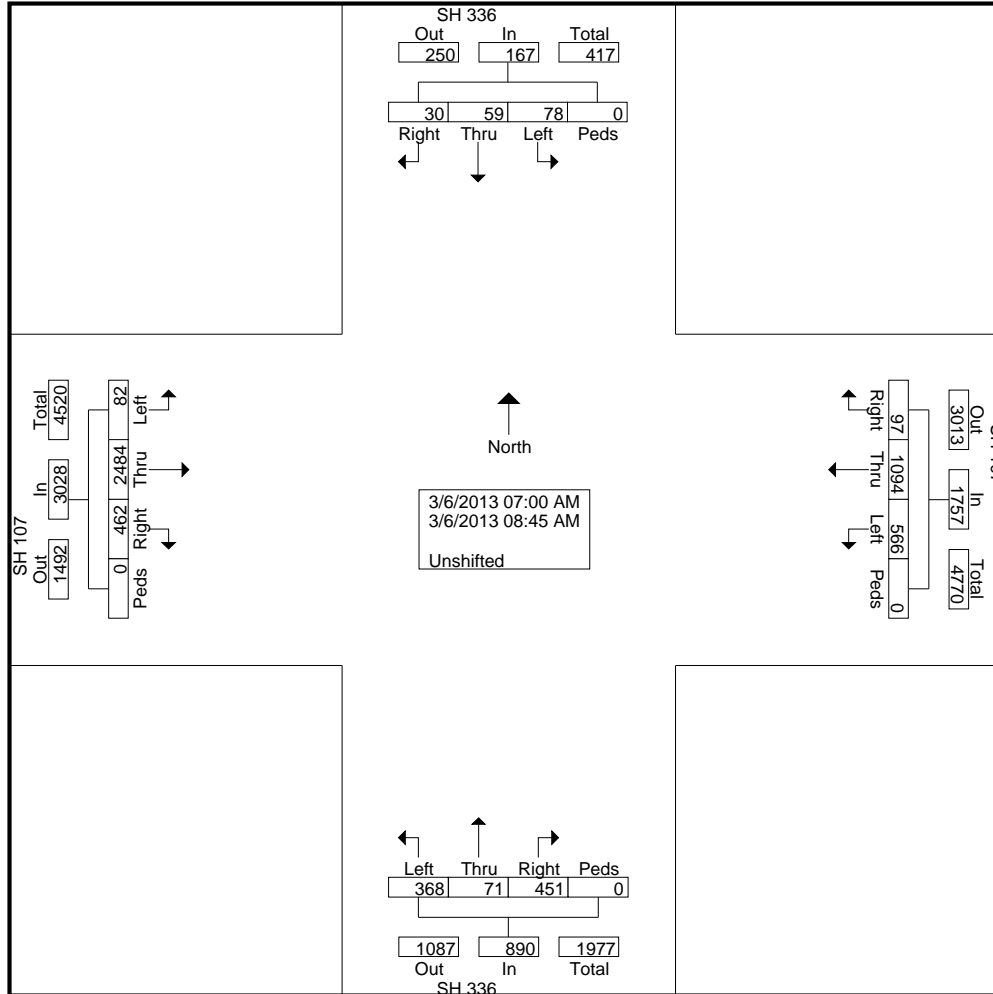 SH 336
Out In Total
250 167 417
30 59 78 0
Right Thru Left Peds
Total
4520
In
3028
SH 107
Out
1492
82 2484 462 0
Left Thru Right Peds
North
3/6/2013 07:00 AM
3/6/2013 08:45 AM
Unshifted
Right Thru Left Peds
97 1094 566 0
Out In Total
3013 1757 4770
Left Thru Right Peds
368 71 451 0
1087 890 1977
Out In Total
SH 336